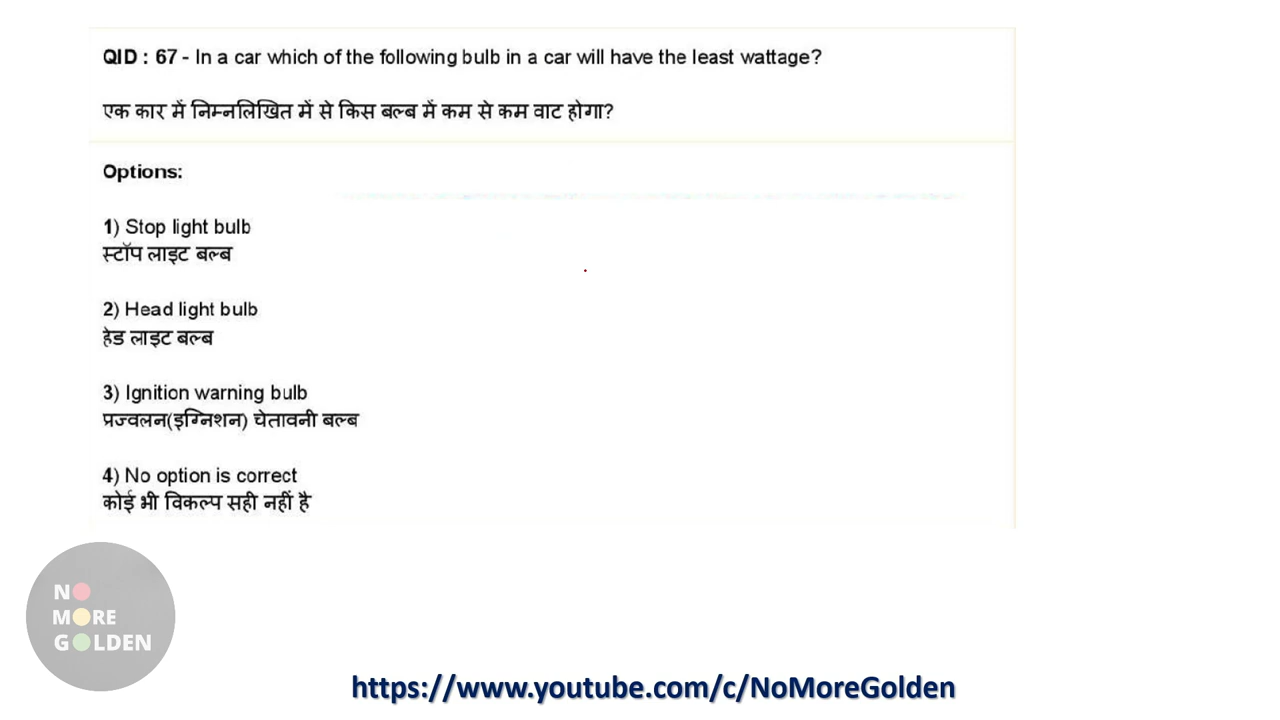 QID : 67 - In a car which of the following bulb in a car will have the least wattage?
एक कार में निम्नलिखित में से किस बल्ब में कम से कम वाट होगा?
Options:
1) Stop light bulb
स्टॉप लाइट बल्ब
2) Head light bulb
हेड लाइट बल्ब
3) Ignition warning bulb
प्रज्वलन(इग्निशन) चेतावनी बल्ब
4) No option is correct
कोई भी विकल्प सही नहीं है
NO
MORE
GOLDEN
https://www.youtube.com/c/NoMoreGolden